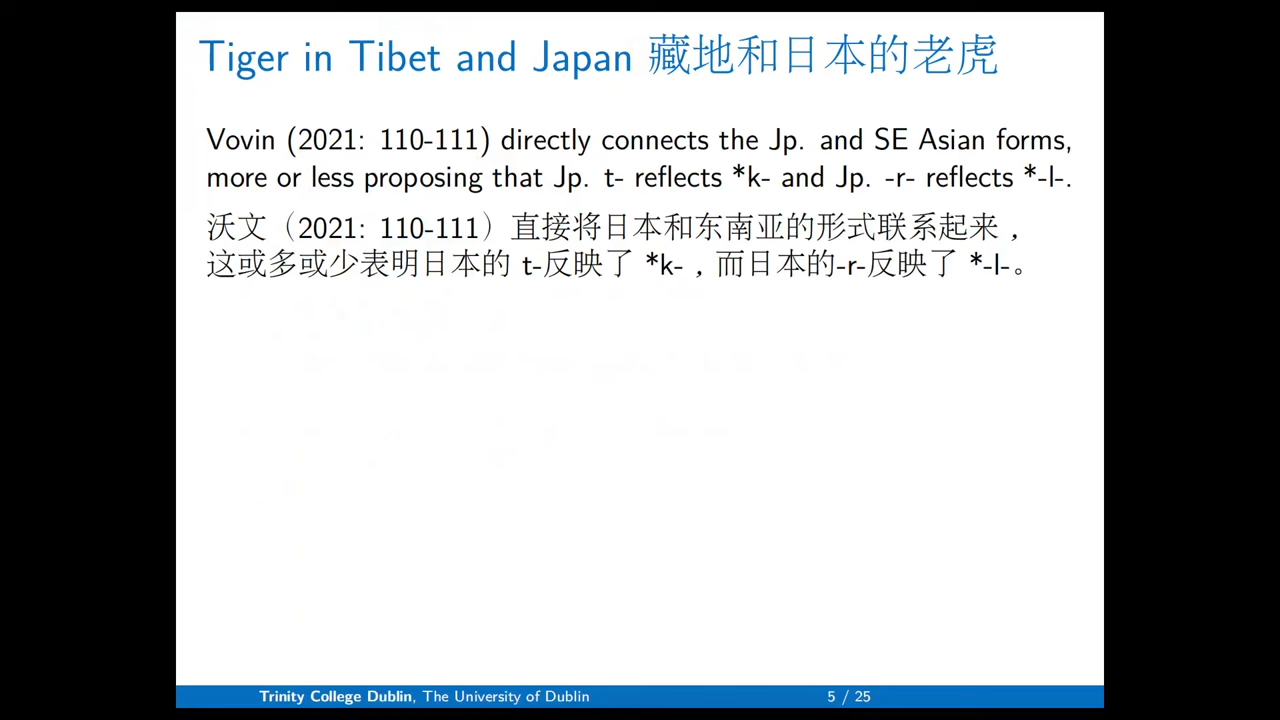 Tiger in Tibet and Japan 藏地和日本的老虎
Vovin (2021: 110-111) directly connects the Jp. and SE Asian forms,
more or less proposing that Jp. t- reflects *k- and Jp. -r- reflects *-l-.
沃文（2021: 110-111）直接将日本和东南亚的形式联系起来，
这或多或少表明日本的 t-反映了 *k-，而日本的-r-反映了 *-l-。
Trinity College Dublin, The University of Dublin 5 / 25